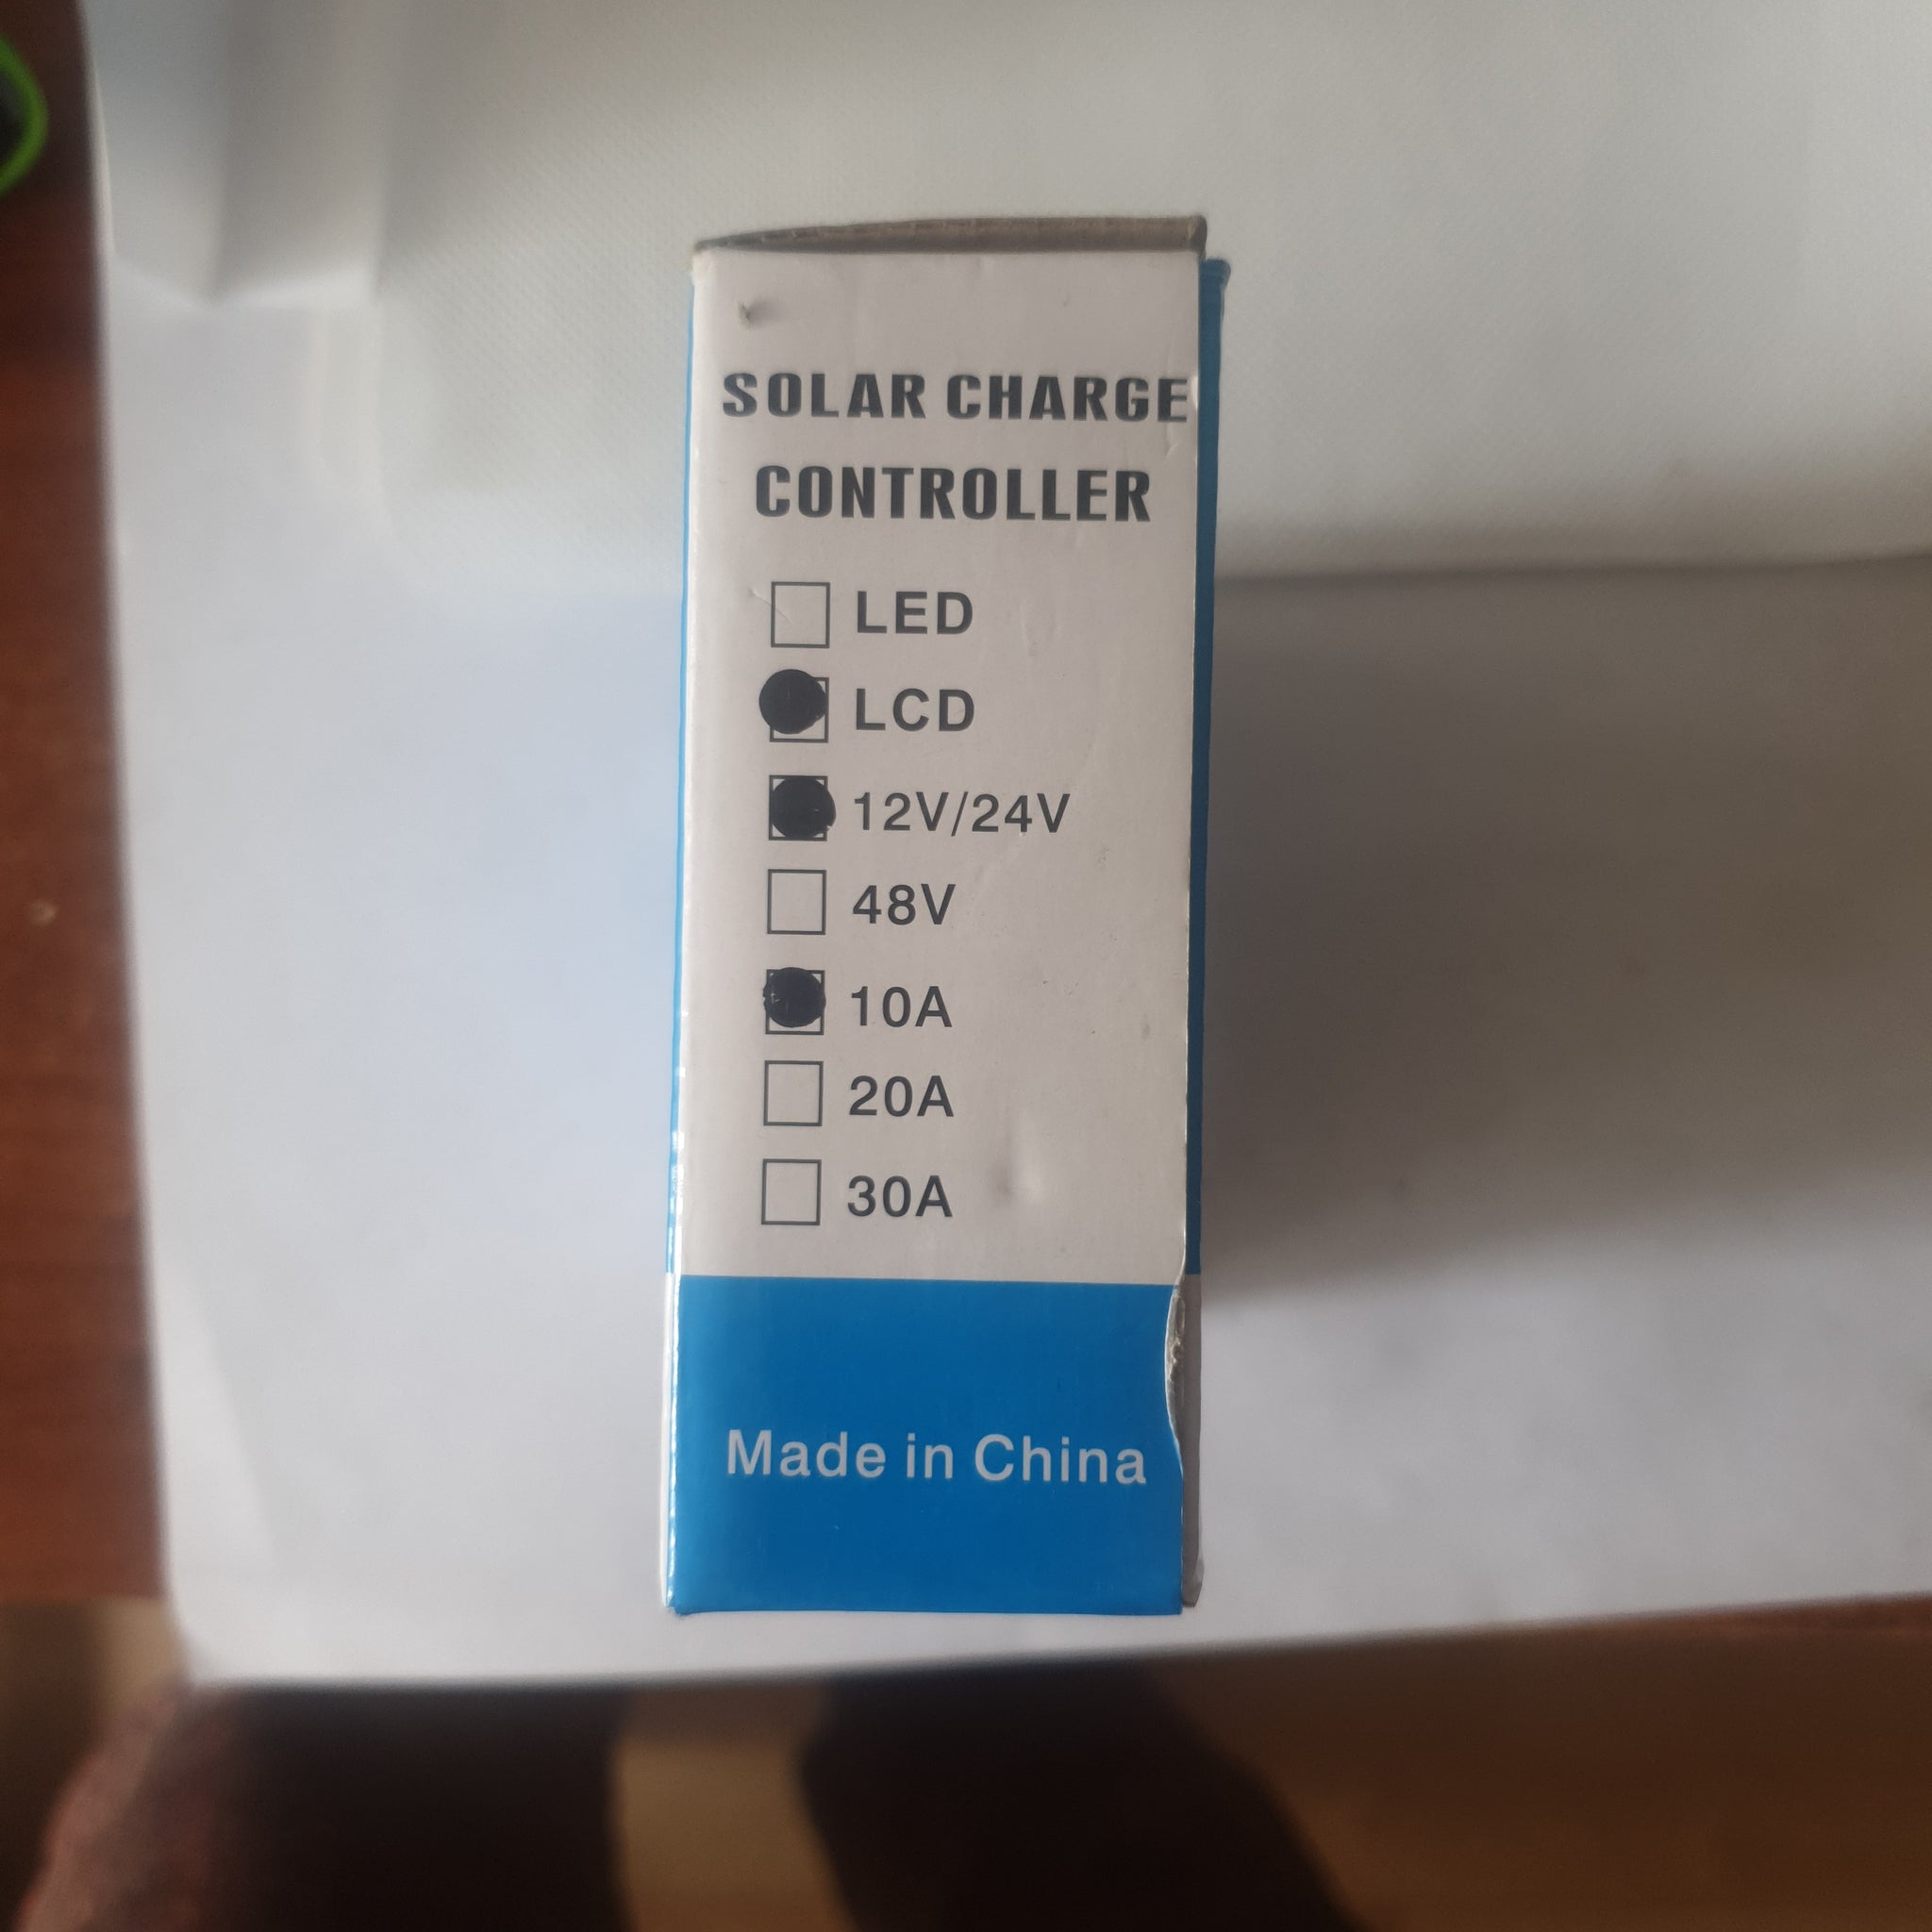 SOLAR CHARGE
CONTROLLER
LED
LCD
12V/24V
48V
10A
20A
30A
Made in China